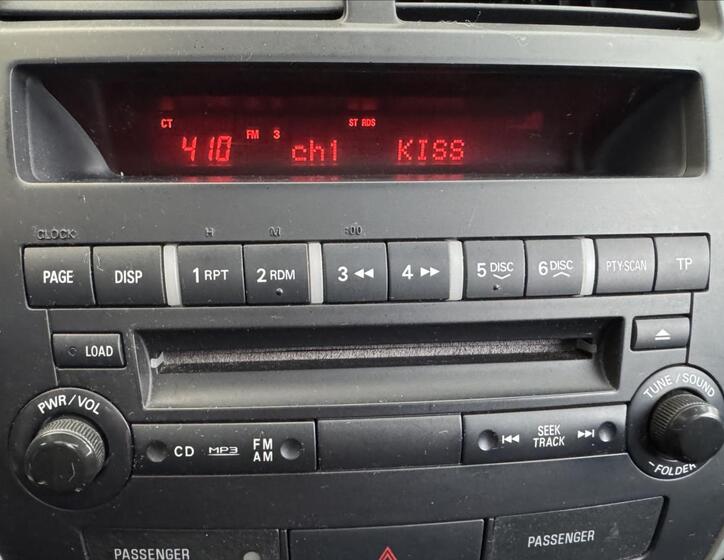 CT FM 3 ST RDS
410 ch1 KISS
CLOCK H M :00
PAGE DISP 1 RPT 2 RDM 3 4 5 DISC 6 DISC PTY·SCAN TP
LOAD
PWR/VOL
TUNE/SOUND
CD MP3 FM AM
SEEK TRACK
-FOLDER
PASSENGER PASSENGER